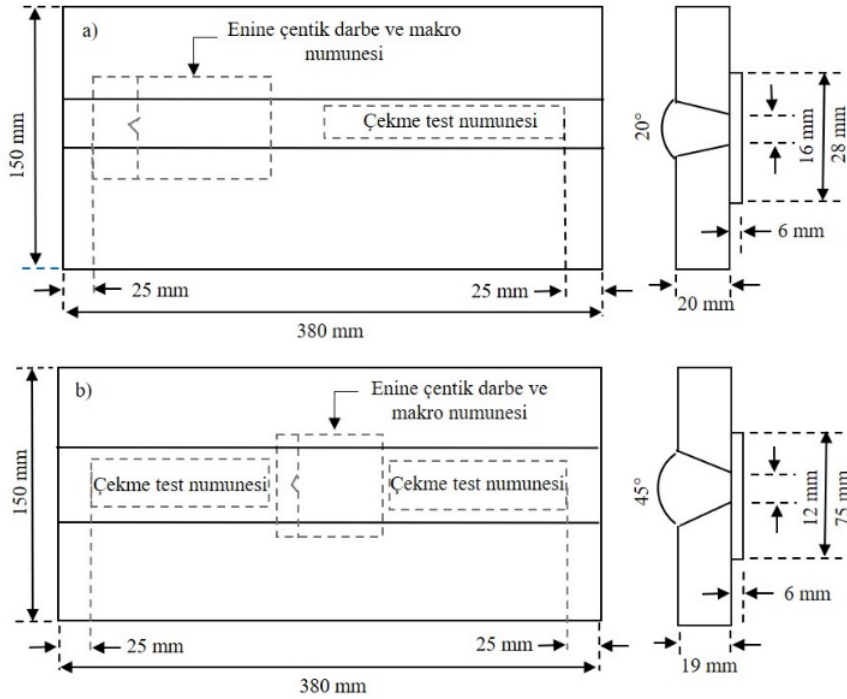 a)
Enine çentik darbe ve makro
numunesi
Çekme test numunesi
150 mm
25 mm
25 mm
380 mm
20°
16 mm
28 mm
6 mm
20 mm
b)
Enine çentik darbe ve
makro numunesi
Çekme test numunesi
Çekme test numunesi
150 mm
25 mm
25 mm
380 mm
45°
12 mm
75 mm
6 mm
19 mm